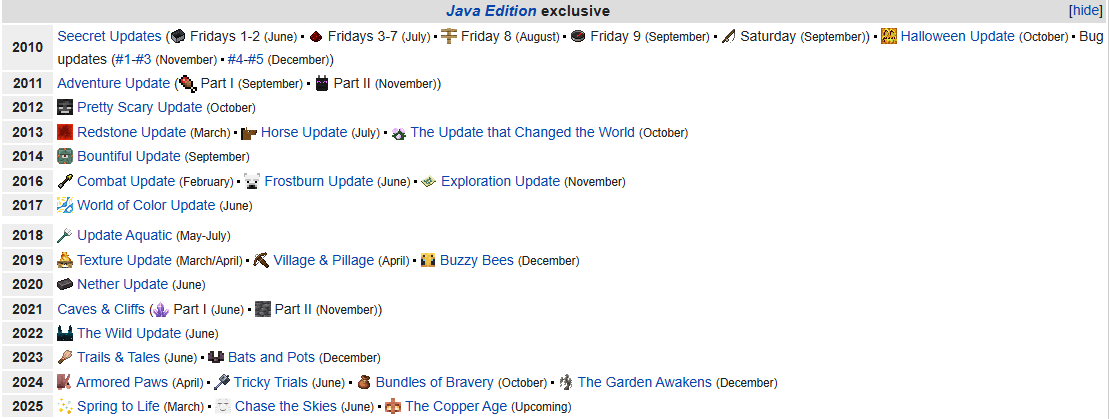 Java Edition exclusive [hide]
2010 Seecret Updates (Fridays 1-2 (June) • Fridays 3-7 (July) • Friday 8 (August) • Friday 9 (September) • Saturday (September)) • Halloween Update (October) • Bug
updates (#1-#3 (November) • #4-#5 (December))
2011 Adventure Update (Part I (September) • Part II (November))
2012 Pretty Scary Update (October)
2013 Redstone Update (March) • Horse Update (July) • The Update that Changed the World (October)
2014 Bountiful Update (September)
2016 Combat Update (February) • Frostburn Update (June) • Exploration Update (November)
2017 World of Color Update (June)
2018 Update Aquatic (May-July)
2019 Texture Update (March/April) • Village & Pillage (April) • Buzzy Bees (December)
2020 Nether Update (June)
2021 Caves & Cliffs (Part I (June) • Part II (November))
2022 The Wild Update (June)
2023 Trails & Tales (June) • Bats and Pots (December)
2024 Armored Paws (April) • Tricky Trials (June) • Bundles of Bravery (October) • The Garden Awakens (December)
2025 Spring to Life (March) • Chase the Skies (June) • The Copper Age (Upcoming)